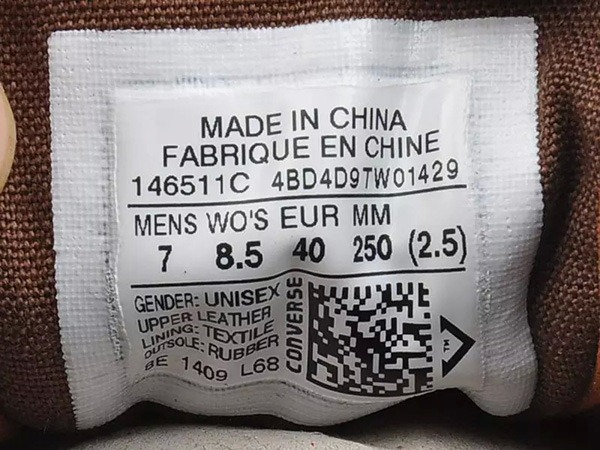 MADE IN CHINA
FABRIQUE EN CHINE
146511C 4BD4D9TW01429
MENS WO'S EUR MM
7 8.5 40 250 (2.5)
GENDER: UNISEX
UPPER: LEATHER
LINING: TEXTILE
OUTSOLE: RUBBER
BE 1409 L68
CONVERSE
TM